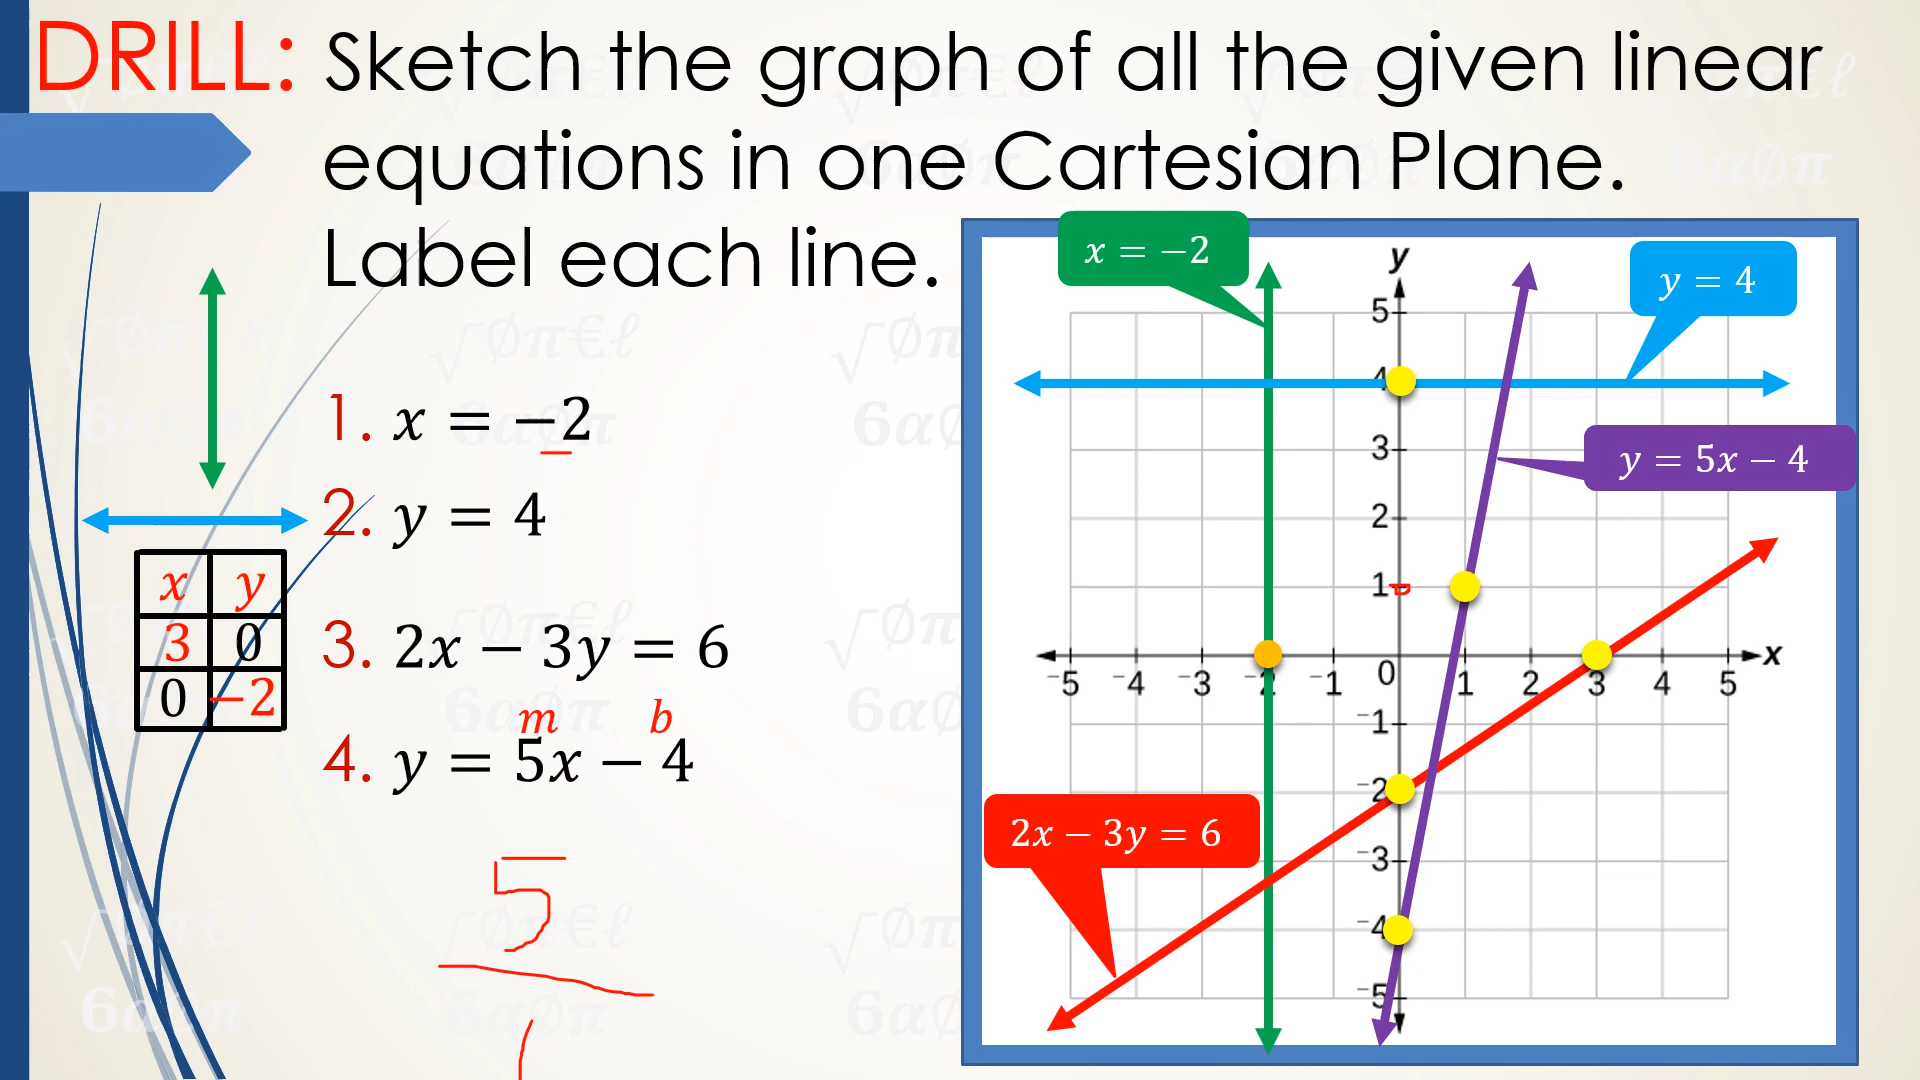 DRILL: Sketch the graph of all the given linear
equations in one Cartesian Plane.
Label each line.
1. x = −2
2. y = 4
3. 2x − 3y = 6
m b
4. y = 5x − 4
x y
3 0
0 −2
5
1
x = −2
y = 4
y = 5x − 4
2x − 3y = 6
y
5
4
3
2
1
-5 -4 -3 -2 -1 0 1 2 3 4 5 x
-1
-2
-3
-4
-5